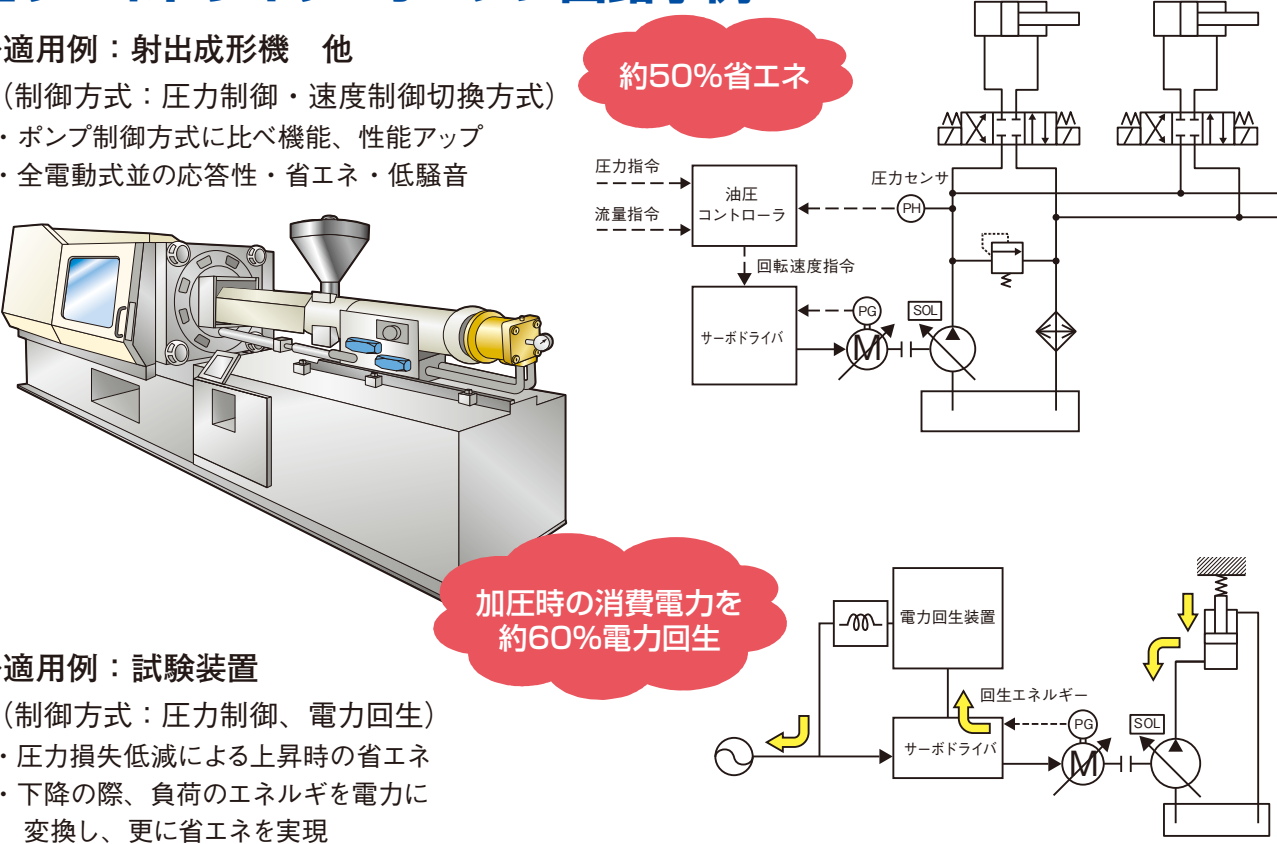 適用例：射出成形機　他
（制御方式：圧力制御・速度制御切換方式）
・ポンプ制御方式に比べ機能、性能アップ
・全電動式並の応答性・省エネ・低騒音
約50%省エネ
圧力指令
流量指令
油圧
コントローラ
圧力センサ
PH
回転速度指令
サーボドライバ
PG
SOL
M
加圧時の消費電力を
約60%電力回生
適用例：試験装置
（制御方式：圧力制御、電力回生）
・圧力損失低減による上昇時の省エネ
・下降の際、負荷のエネルギを電力に
変換し、更に省エネを実現
電力回生装置
回生エネルギー
サーボドライバ
PG
SOL
M